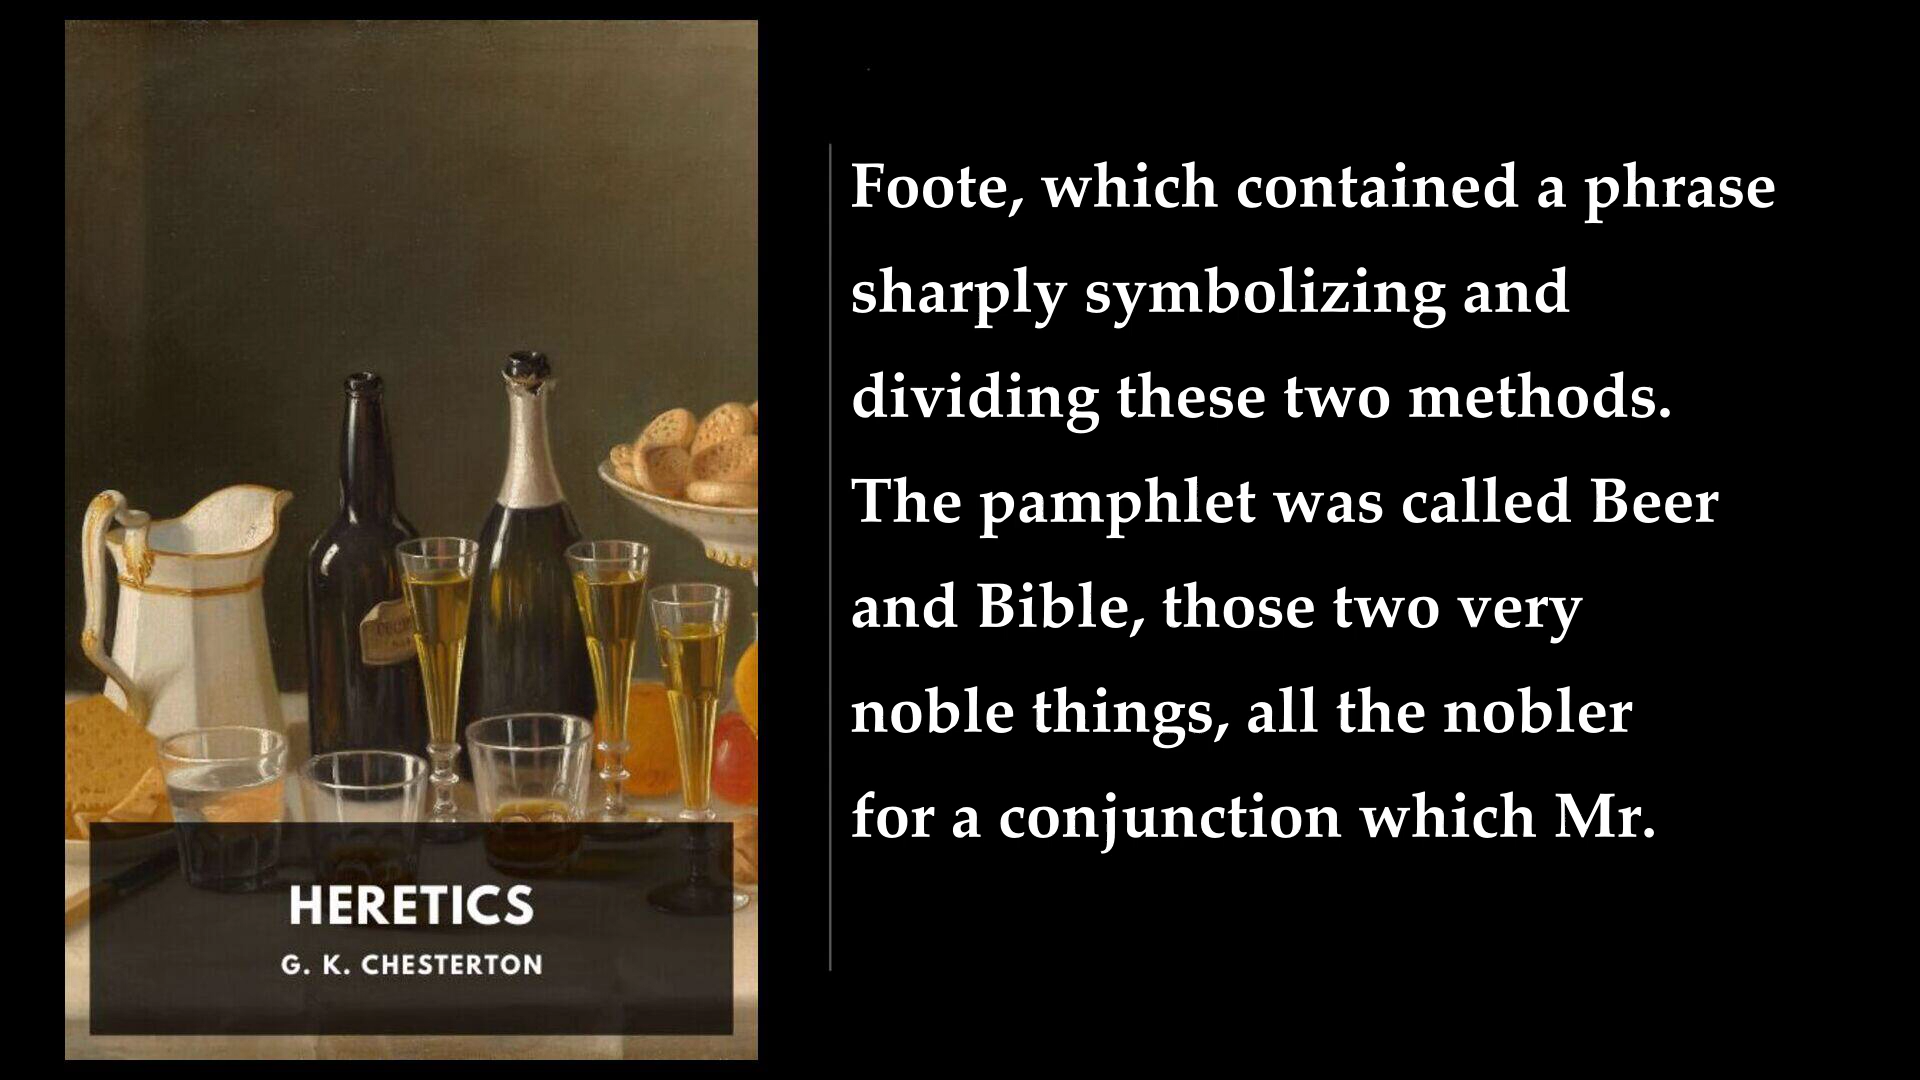 Foote, which contained a phrase
sharply symbolizing and
dividing these two methods.
The pamphlet was called Beer
and Bible, those two very
noble things, all the nobler
for a conjunction which Mr.
HERETICS
G. K. CHESTERTON